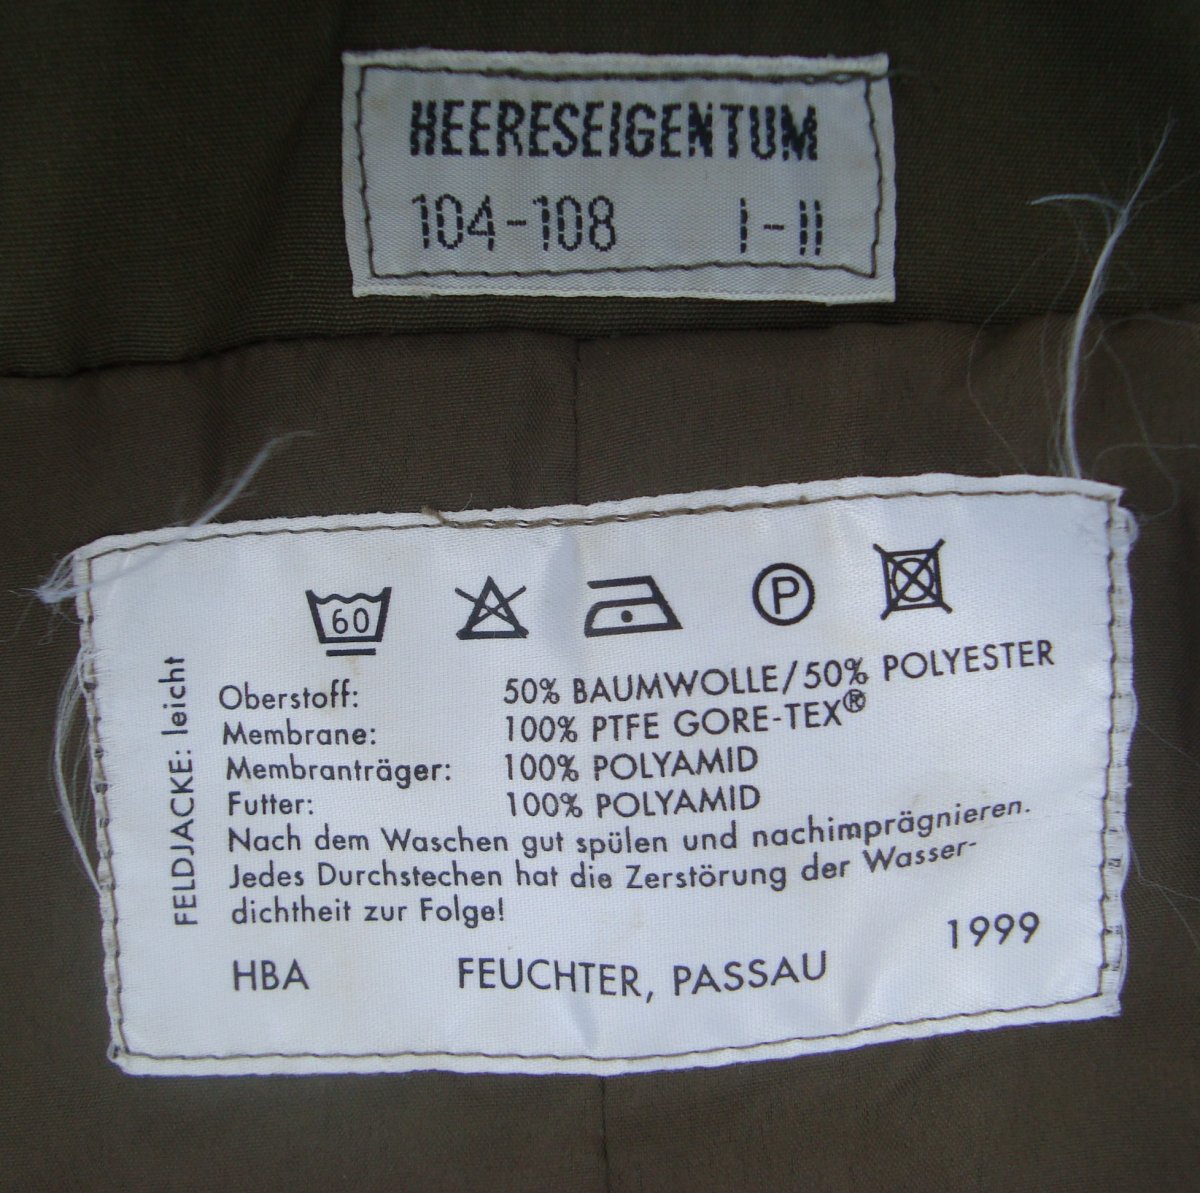 HEERESEIGENTUM
104-108 I-II
60 P
FELDJACKE: leicht
Oberstoff: 50% BAUMWOLLE/50% POLYESTER
Membrane: 100% PTFE GORE-TEX®
Membranträger: 100% POLYAMID
Futter: 100% POLYAMID
Nach dem Waschen gut spülen und nachimprägnieren.
Jedes Durchstechen hat die Zerstörung der Wasser-
dichtheit zur Folge!
HBA FEUCHTER, PASSAU 1999